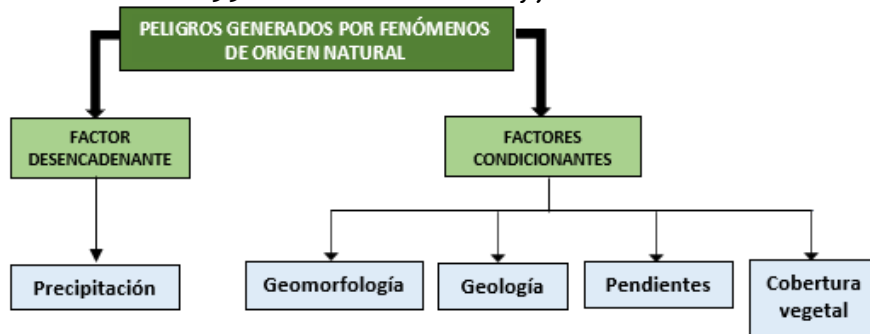 PELIGROS GENERADOS POR FENÓMENOS
DE ORIGEN NATURAL
FACTOR
DESENCADENANTE
FACTORES
CONDICIONANTES
Precipitación
Geomorfología
Geología
Pendientes
Cobertura
vegetal